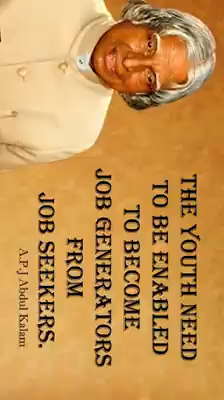 THE YOUTH NEED
TO BE ENABLED
TO BECOME
JOB GENERATORS
FROM
JOB SEEKERS.
A.P.J Abdul Kalam